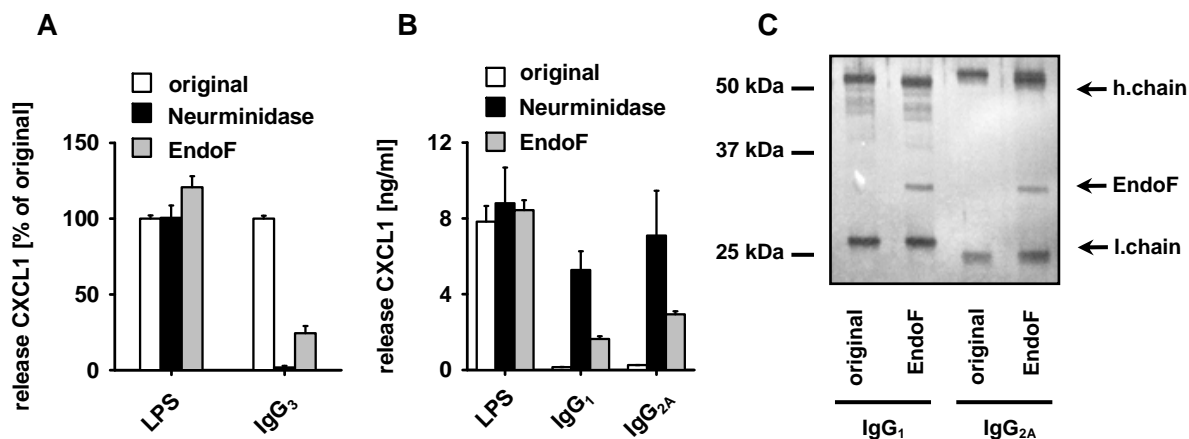 A
original
Neurminidase
EndoF
release CXCL1 [% of original]
150
100
50
0
LPS
IgG3
B
original
Neurminidase
EndoF
release CXCL1 [ng/ml]
12
8
4
0
LPS
IgG1
IgG2A
C
50 kDa
37 kDa
25 kDa
h.chain
EndoF
l.chain
original
EndoF
original
EndoF
IgG1
IgG2A